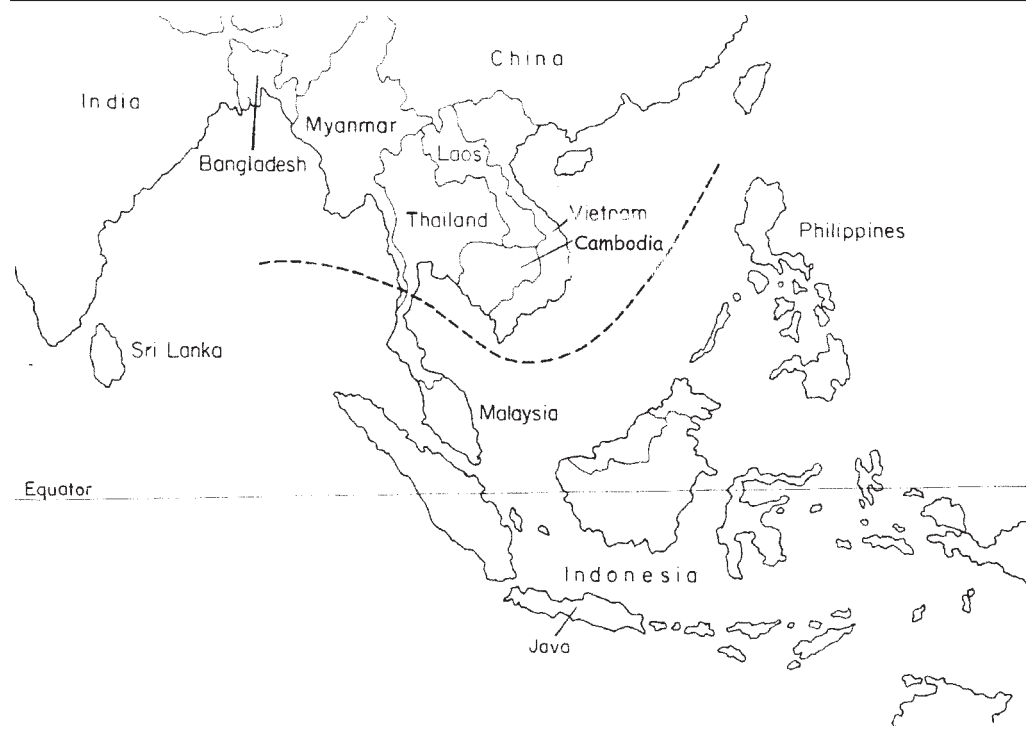 China
India
Myanmar
Laos
Bangladesh
Thailand
Vietnam
Philippines
Cambodia
Sri Lanka
Malaysia
Equator
Indonesia
Java